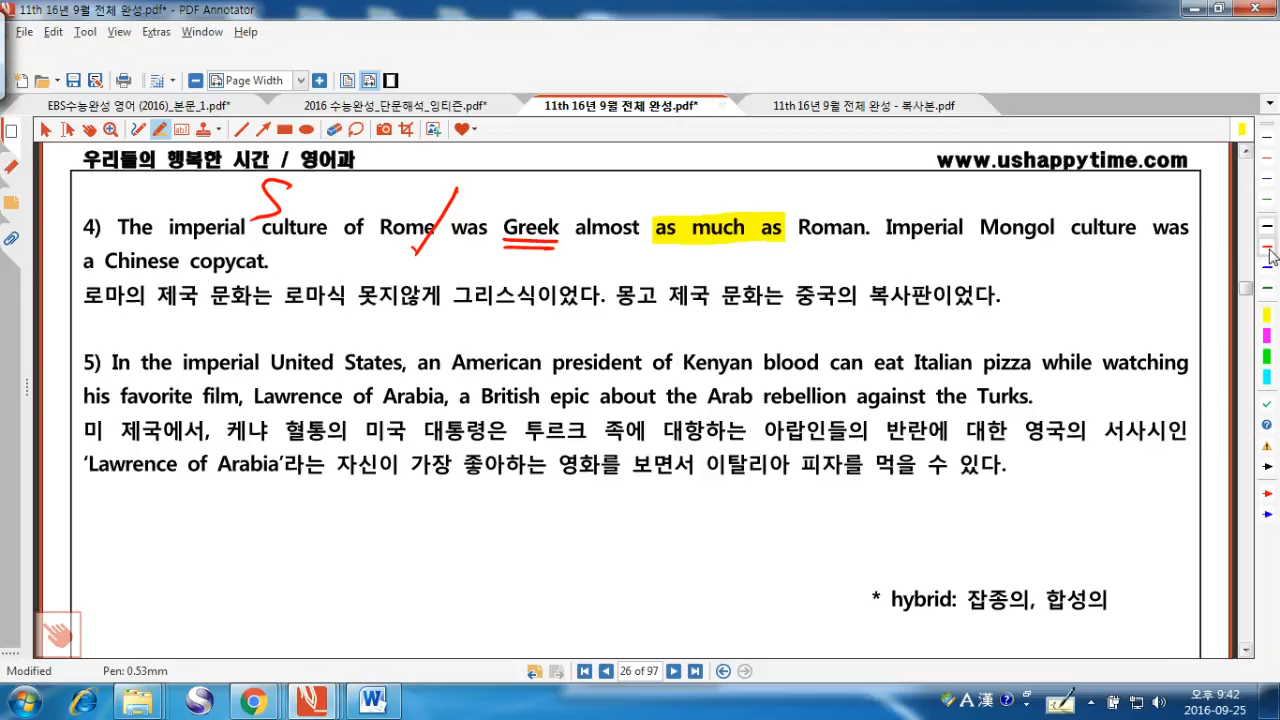 11th 16년 9월 전체 완성.pdf* - PDF Annotator
File Edit Tool View Extras Window Help
Page Width
EBS수능완성 영어 (2016)_본문_1.pdf* 2016 수능완성_단문해석_잉티즌.pdf* 11th 16년 9월 전체 완성.pdf* 11th 16년 9월 전체 완성 - 복사본.pdf
우리들의 행복한 시간 / 영어과 www.ushappytime.com
S
4) The imperial culture of Rome was Greek almost as much as Roman. Imperial Mongol culture was
a Chinese copycat.
로마의 제국 문화는 로마식 못지않게 그리스식이었다. 몽고 제국 문화는 중국의 복사판이었다.
5) In the imperial United States, an American president of Kenyan blood can eat Italian pizza while watching
his favorite film, Lawrence of Arabia, a British epic about the Arab rebellion against the Turks.
미 제국에서, 케냐 혈통의 미국 대통령은 투르크 족에 대항하는 아랍인들의 반란에 대한 영국의 서사시인
‘Lawrence of Arabia’라는 자신이 가장 좋아하는 영화를 보면서 이탈리아 피자를 먹을 수 있다.
* hybrid: 잡종의, 합성의
Modified Pen: 0.53mm 26 of 97
A 漢
오후 9:42
2016-09-25